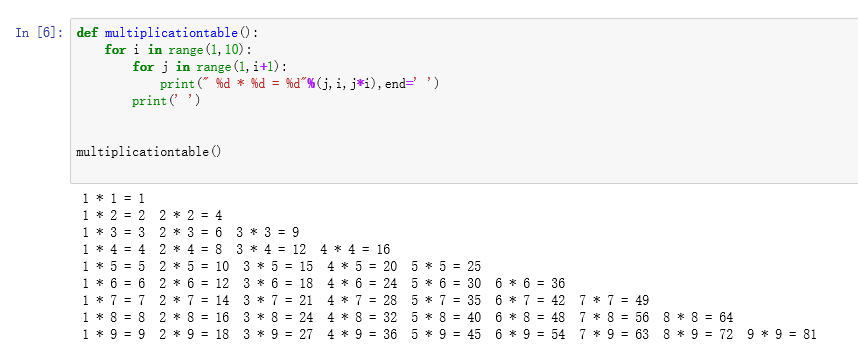 In [6]: def multiplicationtable():
    for i in range(1,10):
        for j in range(1,i+1):
            print(" %d * %d = %d"%(j,i,j*i),end=' ')
        print(' ')
multiplicationtable()
1 * 1 = 1
1 * 2 = 2  2 * 2 = 4
1 * 3 = 3  2 * 3 = 6  3 * 3 = 9
1 * 4 = 4  2 * 4 = 8  3 * 4 = 12  4 * 4 = 16
1 * 5 = 5  2 * 5 = 10  3 * 5 = 15  4 * 5 = 20  5 * 5 = 25
1 * 6 = 6  2 * 6 = 12  3 * 6 = 18  4 * 6 = 24  5 * 6 = 30  6 * 6 = 36
1 * 7 = 7  2 * 7 = 14  3 * 7 = 21  4 * 7 = 28  5 * 7 = 35  6 * 7 = 42  7 * 7 = 49
1 * 8 = 8  2 * 8 = 16  3 * 8 = 24  4 * 8 = 32  5 * 8 = 40  6 * 8 = 48  7 * 8 = 56  8 * 8 = 64
1 * 9 = 9  2 * 9 = 18  3 * 9 = 27  4 * 9 = 36  5 * 9 = 45  6 * 9 = 54  7 * 9 = 63  8 * 9 = 72  9 * 9 = 81